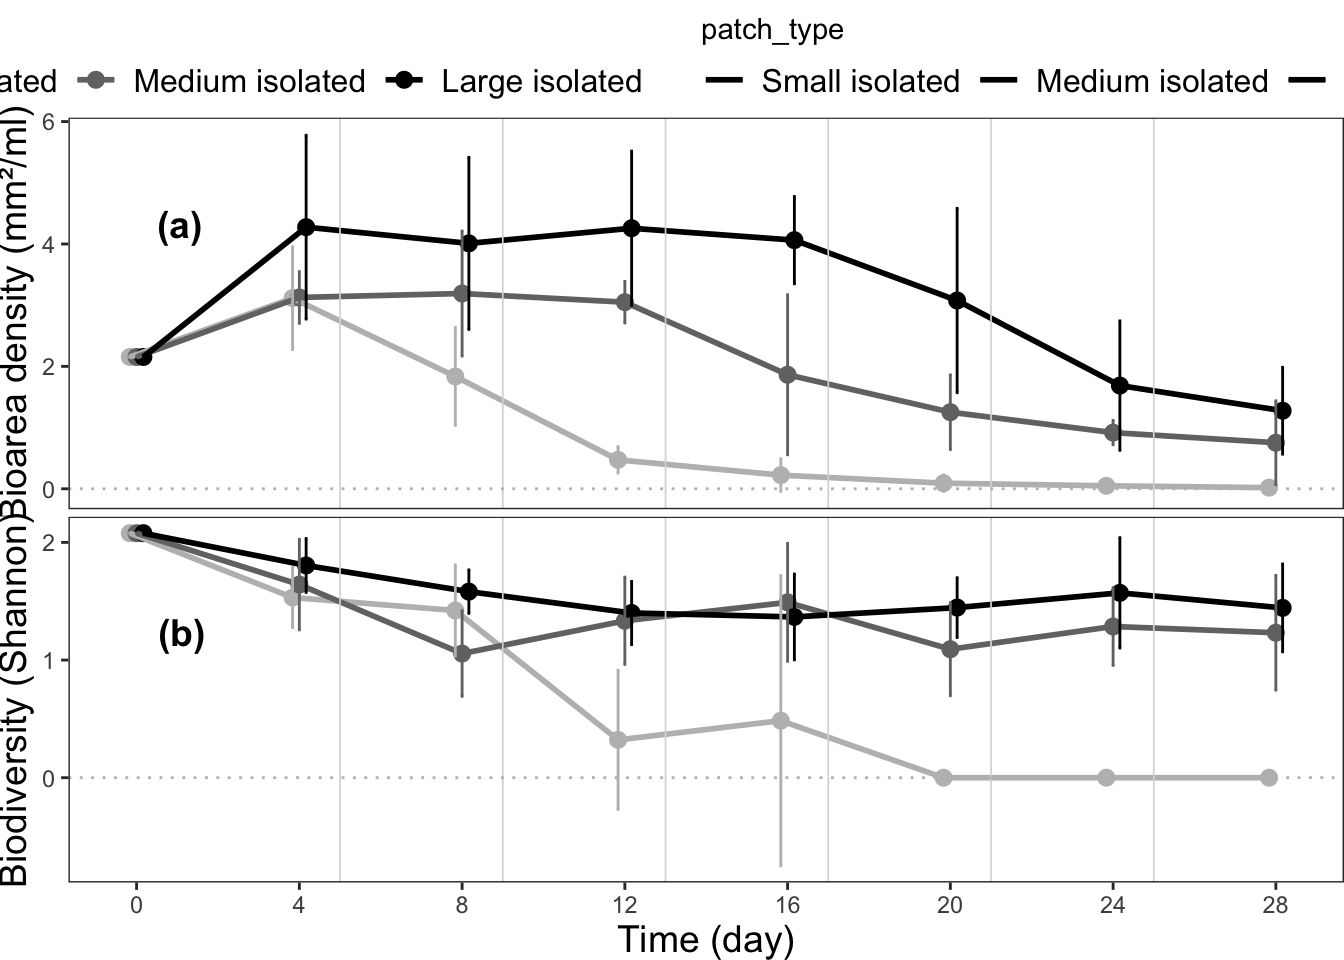 patch_type
ated Medium isolated Large isolated Small isolated Medium isolated
6
4
2
0
Bioarea density (mm²/ml)
(a)
2
1
0
Biodiversity (Shannon)
(b)
0 4 8 12 16 20 24 28
Time (day)